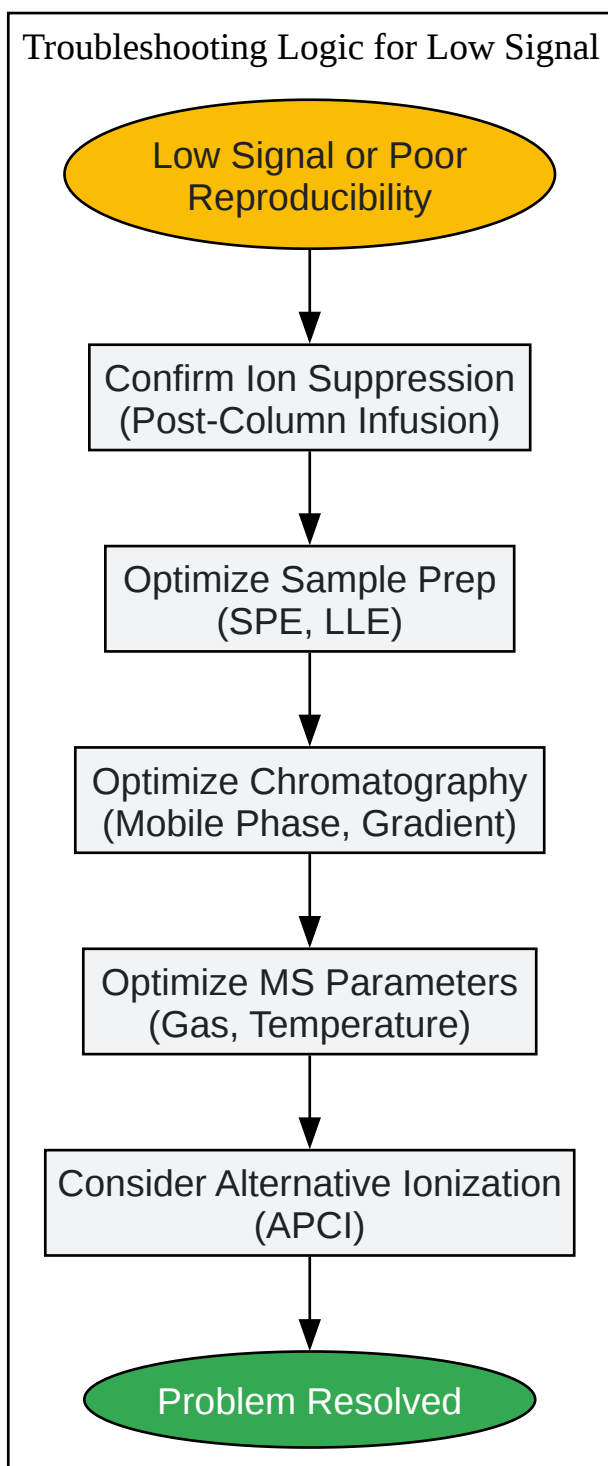 Troubleshooting Logic for Low Signal
Low Signal or Poor
Reproducibility
Confirm Ion Suppression
(Post-Column Infusion)
Optimize Sample Prep
(SPE, LLE)
Optimize Chromatography
(Mobile Phase, Gradient)
Optimize MS Parameters
(Gas, Temperature)
Consider Alternative Ionization
(APCI)
Problem Resolved